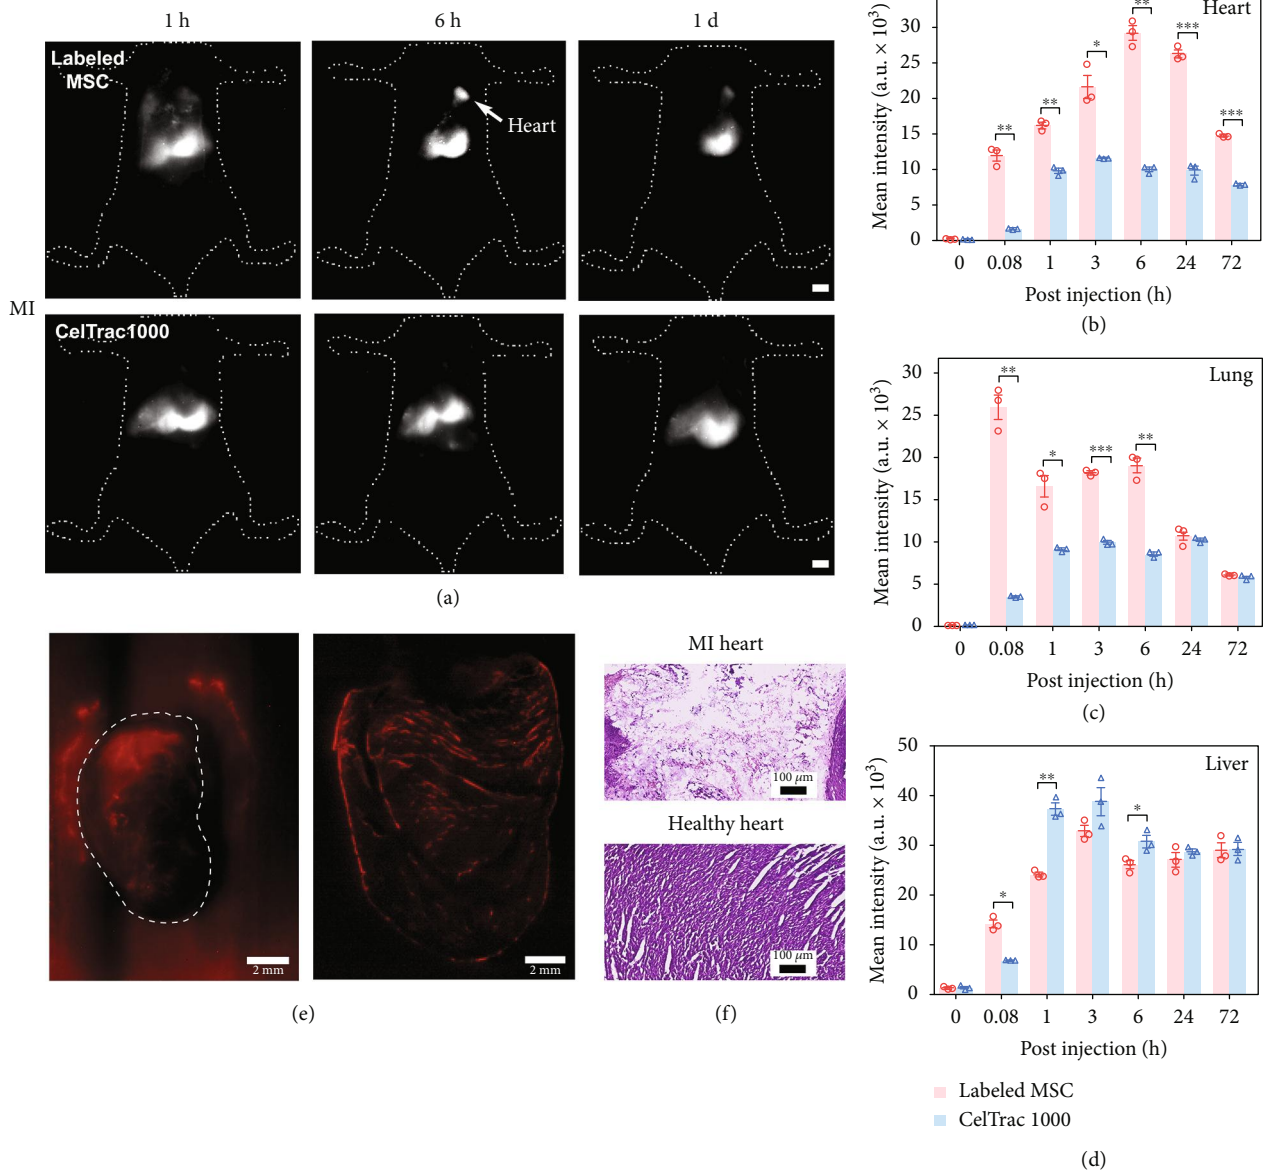 1 h
6 h
1 d
Labeled
MSC
Heart
MI
CelTrac1000
(a)
Mean intensity (a.u. × 10³)
30
25
20
15
10
5
0
Heart
**
**
*
**
***
***
0
0.08
1
3
6
24
72
Post injection (h)
(b)
Mean intensity (a.u. × 10³)
30
25
20
15
10
5
0
Lung
**
*
***
**
0
0.08
1
3
6
24
72
Post injection (h)
(c)
2 mm
2 mm
(e)
MI heart
100 µm
Healthy heart
100 µm
(f)
Mean intensity (a.u. × 10³)
50
40
30
20
10
0
Liver
*
**
*
0
0.08
1
3
6
24
72
Post injection (h)
Labeled MSC
CelTrac 1000
(d)